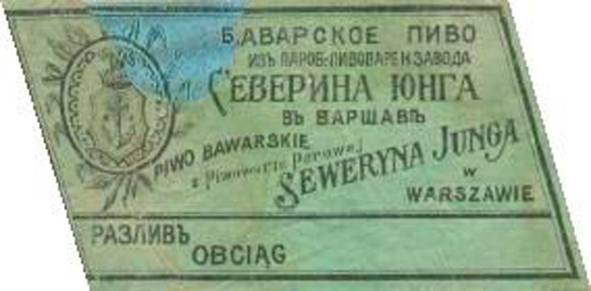 БАВАРСКОЕ ПИВО
ИЗЪ ПАРОВ.-ПИВОВАРЕН. ЗАВОДА
СЕВЕРИНА ЮНГА
ВЪ ВАРШАВѢ
PIWO BAWARSKIE
z Piwowarni Parowej
SEWERYNA JUNGA
w
WARSZAWIE
РАЗЛИВЪ
OBCIĄG